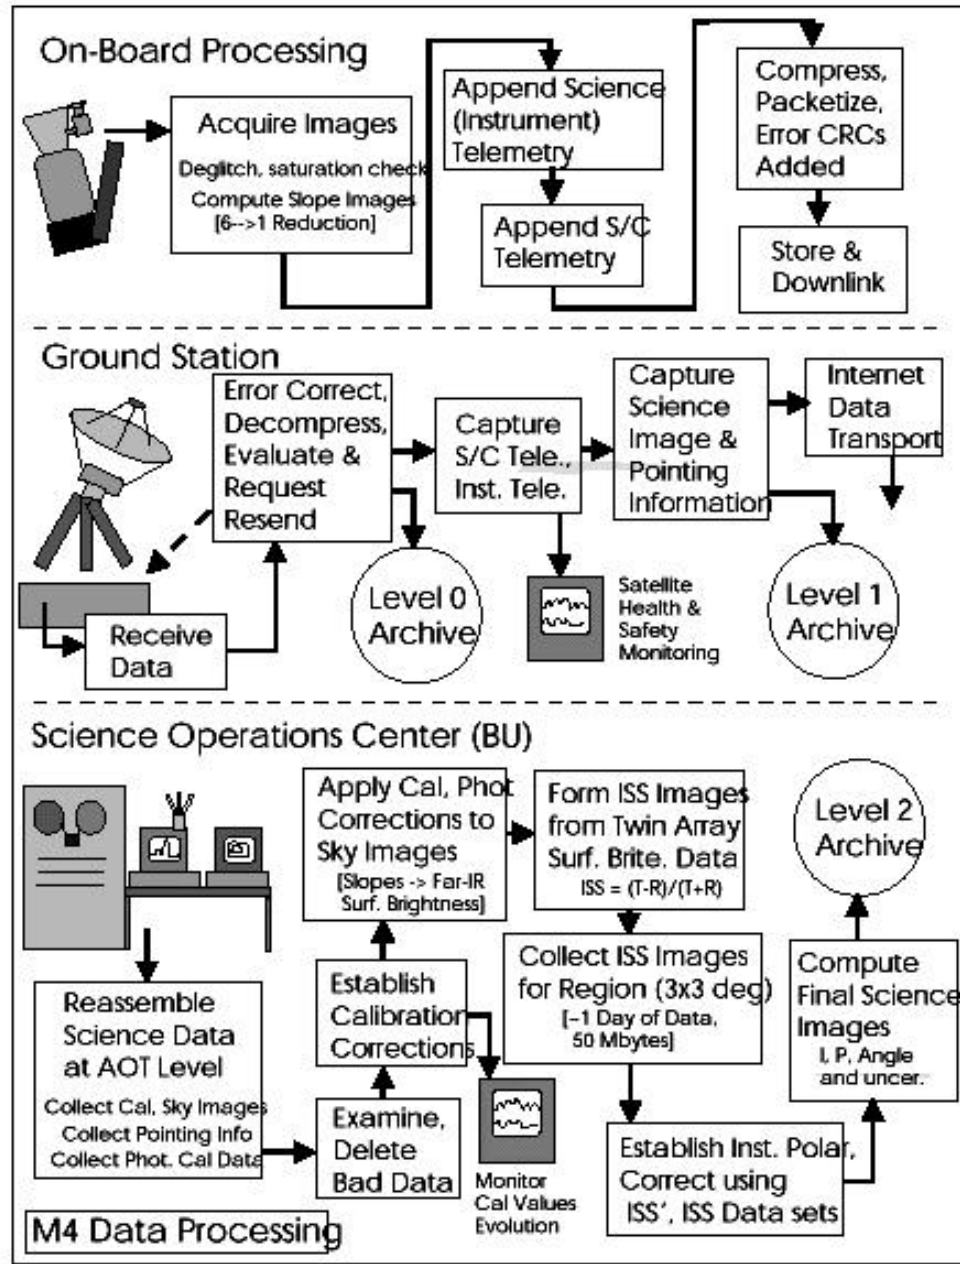 On-Board Processing
Acquire Images
Deglitch, saturation check
Compute Slope Images
[6-->1 Reduction]
Append Science
(Instrument)
Telemetry
Append S/C
Telemetry
Compress,
Packetize,
Error CRCs
Added
Store &
Downlink
Ground Station
Error Correct,
Decompress,
Evaluate &
Request
Resend
Receive
Data
Level 0
Archive
Capture
S/C Tele.,
Inst. Tele.
Satellite
Health &
Safety
Monitoring
Capture
Science
Image &
Pointing
Information
Internet
Data
Transport
Level 1
Archive
Science Operations Center (BU)
Reassemble
Science Data
at AOT Level
Collect Cal, Sky Images
Collect Pointing Info
Collect Phot. Cal Data
Examine,
Delete
Bad Data
Establish
Calibration
Corrections
Monitor
Cal Values
Evolution
Apply Cal, Phot
Corrections to
Sky Images
[Slopes -> Far-IR
Surf. Brightness]
Form ISS Images
from Twin Array
Surf. Brite. Data
ISS = (T-R)/(T+R)
Collect ISS Images
for Region (3x3 deg)
[~1 Day of Data,
50 Mbytes]
Establish Inst. Polar,
Correct using
ISS', ISS Data sets
Compute
Final Science
Images
I, P, Angle
and uncer.
Level 2
Archive
M4 Data Processing